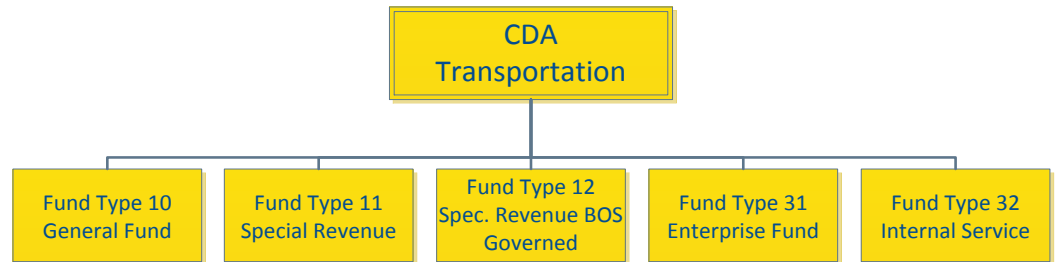 CDA
Transportation
Fund Type 10
General Fund
Fund Type 11
Special Revenue
Fund Type 12
Spec. Revenue BOS
Governed
Fund Type 31
Enterprise Fund
Fund Type 32
Internal Service